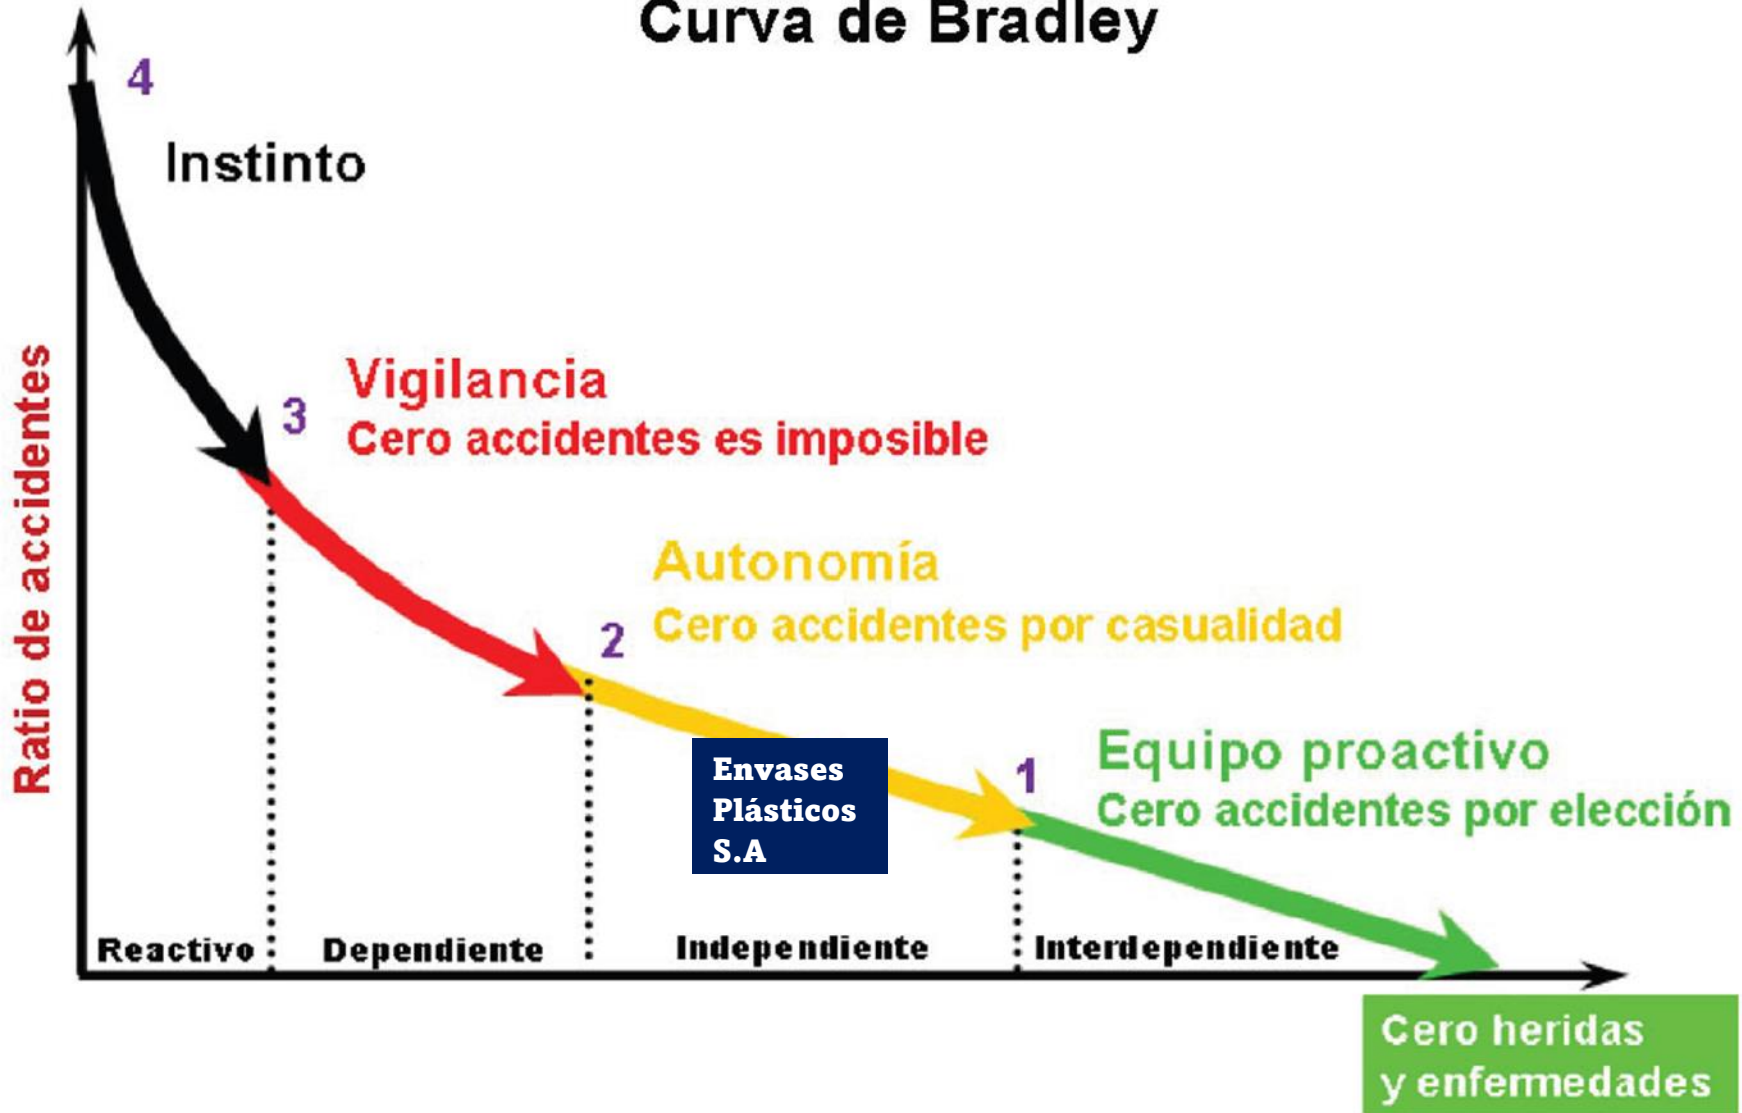 Curva de Bradley
4
Instinto
Ratio de accidentes
3
Vigilancia
Cero accidentes es imposible
2
Autonomía
Cero accidentes por casualidad
Envases
Plásticos
S.A
1
Equipo proactivo
Cero accidentes por elección
Reactivo
Dependiente
Independiente
Interdependiente
Cero heridas
y enfermedades